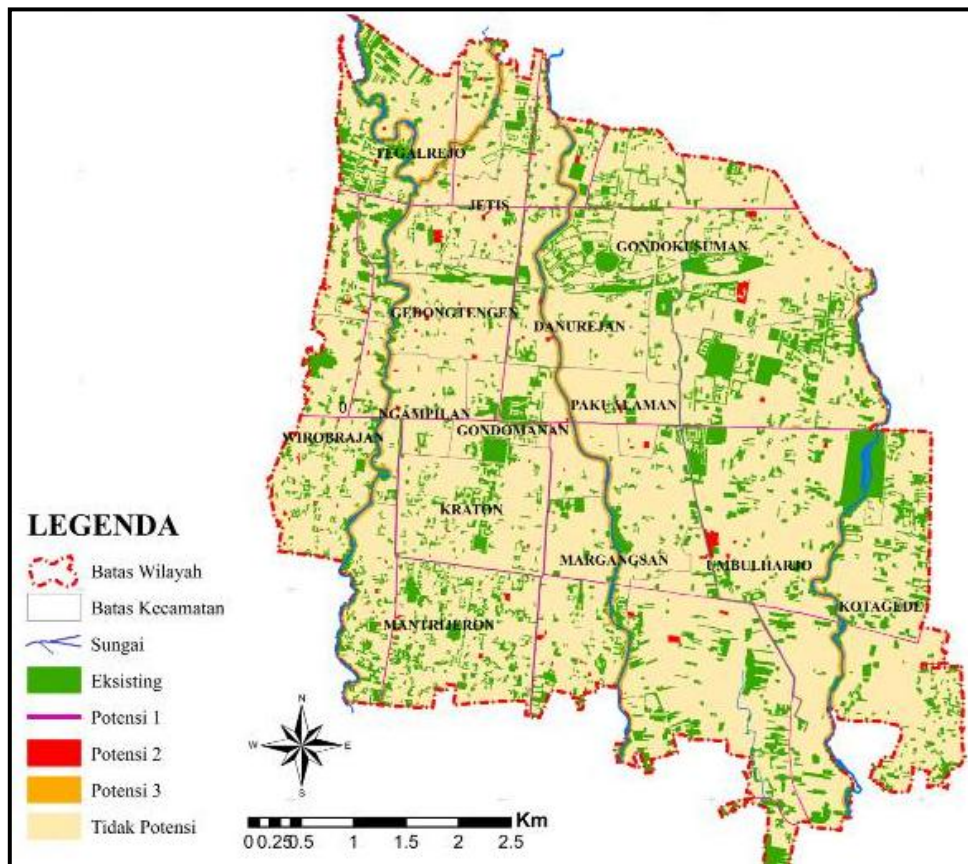 TEGALREJO
JETIS
GONDOKUSUMAN
GEDONGTENGEN
DANUREJAN
0
NGAMPILAN
PAKUALAMAN
WIROBRAJAN
GONDOMANAN
KRATON
MARGANGSAN
UMBULHARJO
KOTAGEDE
MANTRIJERON
LEGENDA
Batas Wilayah
Batas Kecamatan
Sungai
Eksisting
Potensi 1
Potensi 2
Potensi 3
Tidak Potensi
N
W E
S
Km
0 0.25 0.5 1 1.5 2 2.5